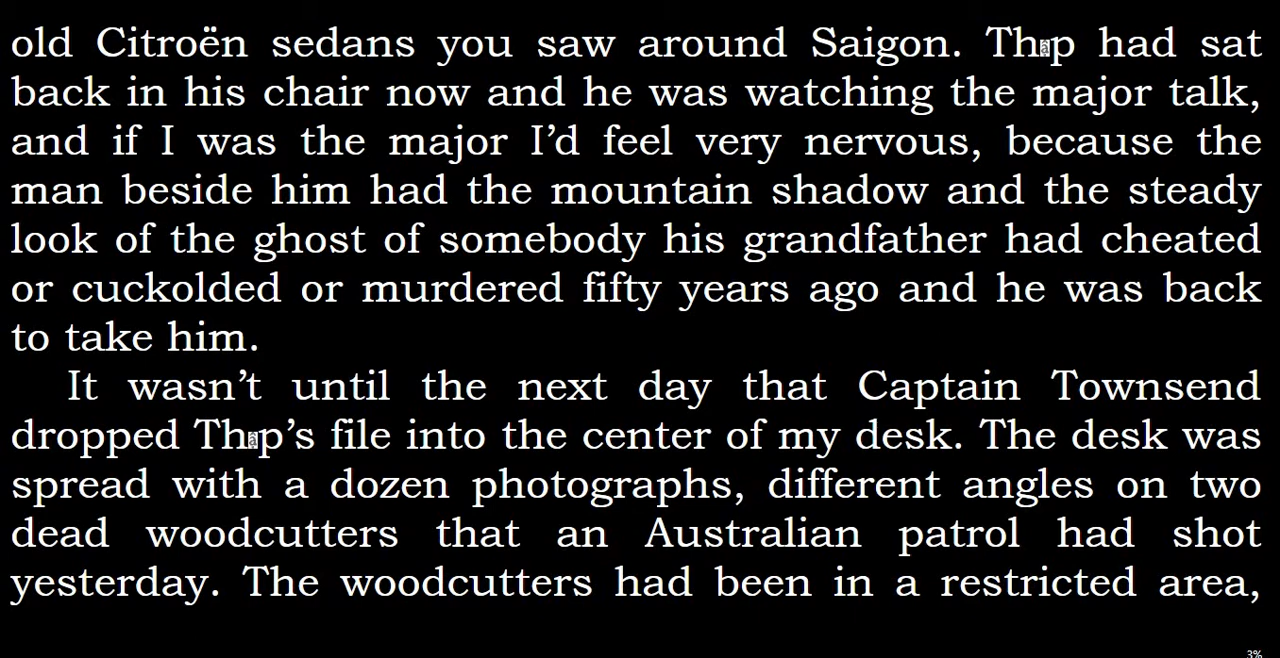 old Citroën sedans you saw around Saigon. Thập had sat
back in his chair now and he was watching the major talk,
and if I was the major I’d feel very nervous, because the
man beside him had the mountain shadow and the steady
look of the ghost of somebody his grandfather had cheated
or cuckolded or murdered fifty years ago and he was back
to take him.
It wasn’t until the next day that Captain Townsend
dropped Thập’s file into the center of my desk. The desk was
spread with a dozen photographs, different angles on two
dead woodcutters that an Australian patrol had shot
yesterday. The woodcutters had been in a restricted area,
3%